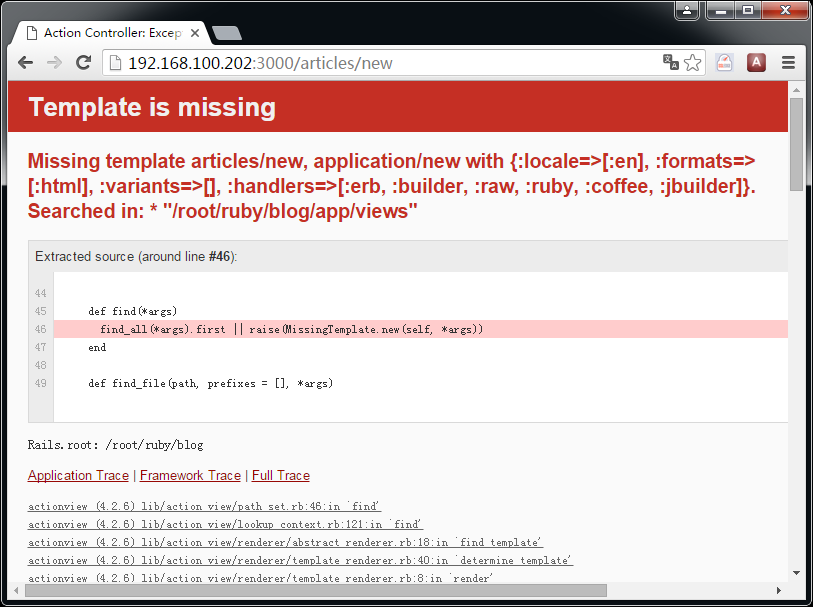 Action Controller: Excep
192.168.100.202:3000/articles/new
A
Template is missing
Missing template articles/new, application/new with {:locale=>[:en], :formats=>
[:html], :variants=>[], :handlers=>[:erb, :builder, :raw, :ruby, :coffee, :jbuilder]}.
Searched in: * "/root/ruby/blog/app/views"
Extracted source (around line #46):
44
45 def find(*args)
46 find_all(*args).first || raise(MissingTemplate.new(self, *args))
47 end
48
49 def find_file(path, prefixes = [], *args)
Rails.root: /root/ruby/blog
Application Trace | Framework Trace | Full Trace
actionview (4.2.6) lib/action_view/path_set.rb:46:in `find'
actionview (4.2.6) lib/action_view/lookup_context.rb:121:in `find'
actionview (4.2.6) lib/action_view/renderer/abstract_renderer.rb:18:in `find_template'
actionview (4.2.6) lib/action_view/renderer/template_renderer.rb:40:in `determine_template'
actionview (4.2.6) lib/action_view/renderer/template_renderer.rb:8:in `render'